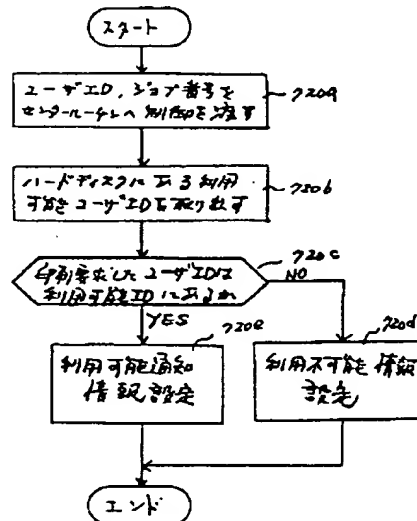 スタート
ユーザID，ジョブ番号を
センタールーチンへ制御を渡す
720a
ハードディスクにある利用
可能ユーザIDを取り出す
720b
印刷要求したユーザIDは
利用可能IDにあるか
720c
NO
YES
720e
720d
利用可能通知
情報設定
利用不可能情報
設定
エンド